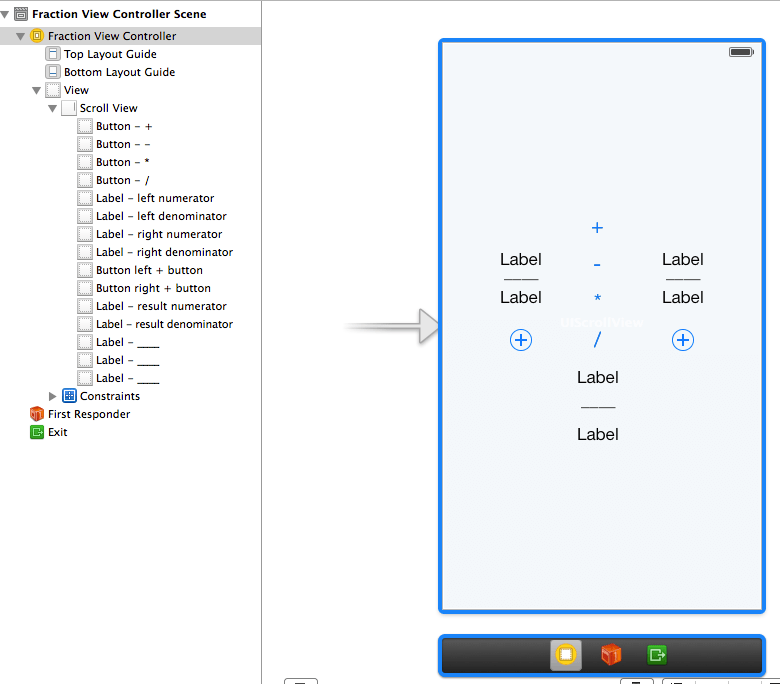 Fraction View Controller Scene
Fraction View Controller
Top Layout Guide
Bottom Layout Guide
View
Scroll View
Button – +
Button – -
Button – *
Button – /
Label – left numerator
Label – left denominator
Label – right numerator
Label – right denominator
Button left + button
Button right + button
Label – result numerator
Label – result denominator
Label – ____
Label – ____
Label – ____
Constraints
First Responder
Exit
+
Label - Label
____ ____
Label * Label
UIScrollView
/
Label
____
Label